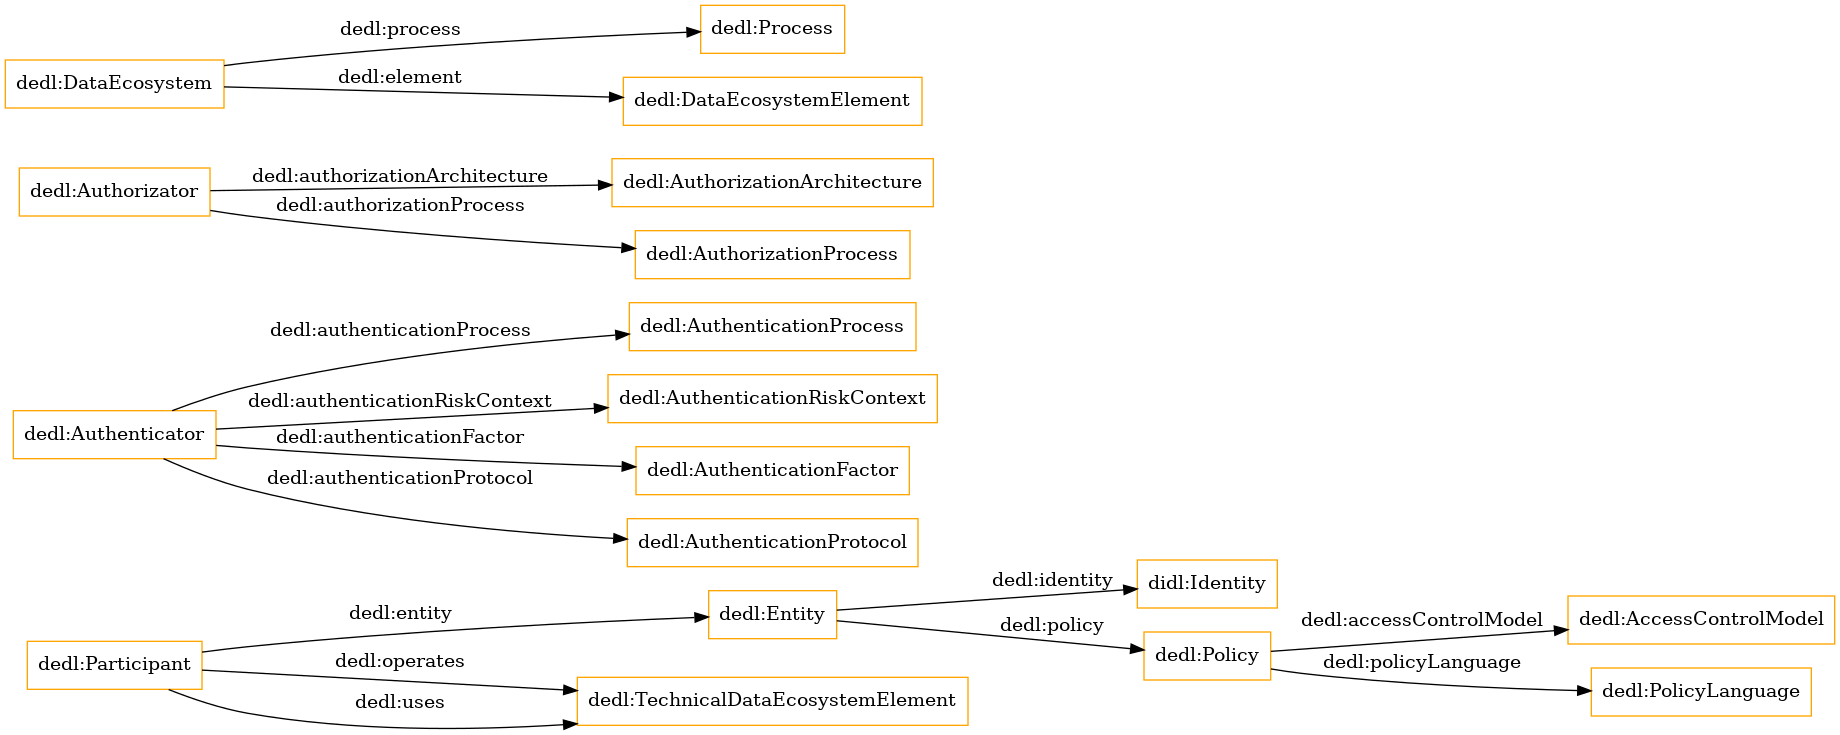 dedl:process
dedl:Process
dedl:DataEcosystem
dedl:element
dedl:DataEcosystemElement
dedl:Authorizator
dedl:authorizationArchitecture
dedl:AuthorizationArchitecture
dedl:authorizationProcess
dedl:AuthorizationProcess
dedl:authenticationProcess
dedl:AuthenticationProcess
dedl:authenticationRiskContext
dedl:AuthenticationRiskContext
dedl:Authenticator
dedl:authenticationFactor
dedl:AuthenticationFactor
dedl:authenticationProtocol
dedl:AuthenticationProtocol
dedl:entity
dedl:Entity
dedl:identity
didl:Identity
dedl:Participant
dedl:operates
dedl:uses
dedl:TechnicalDataEcosystemElement
dedl:policy
dedl:Policy
dedl:accessControlModel
dedl:AccessControlModel
dedl:policyLanguage
dedl:PolicyLanguage